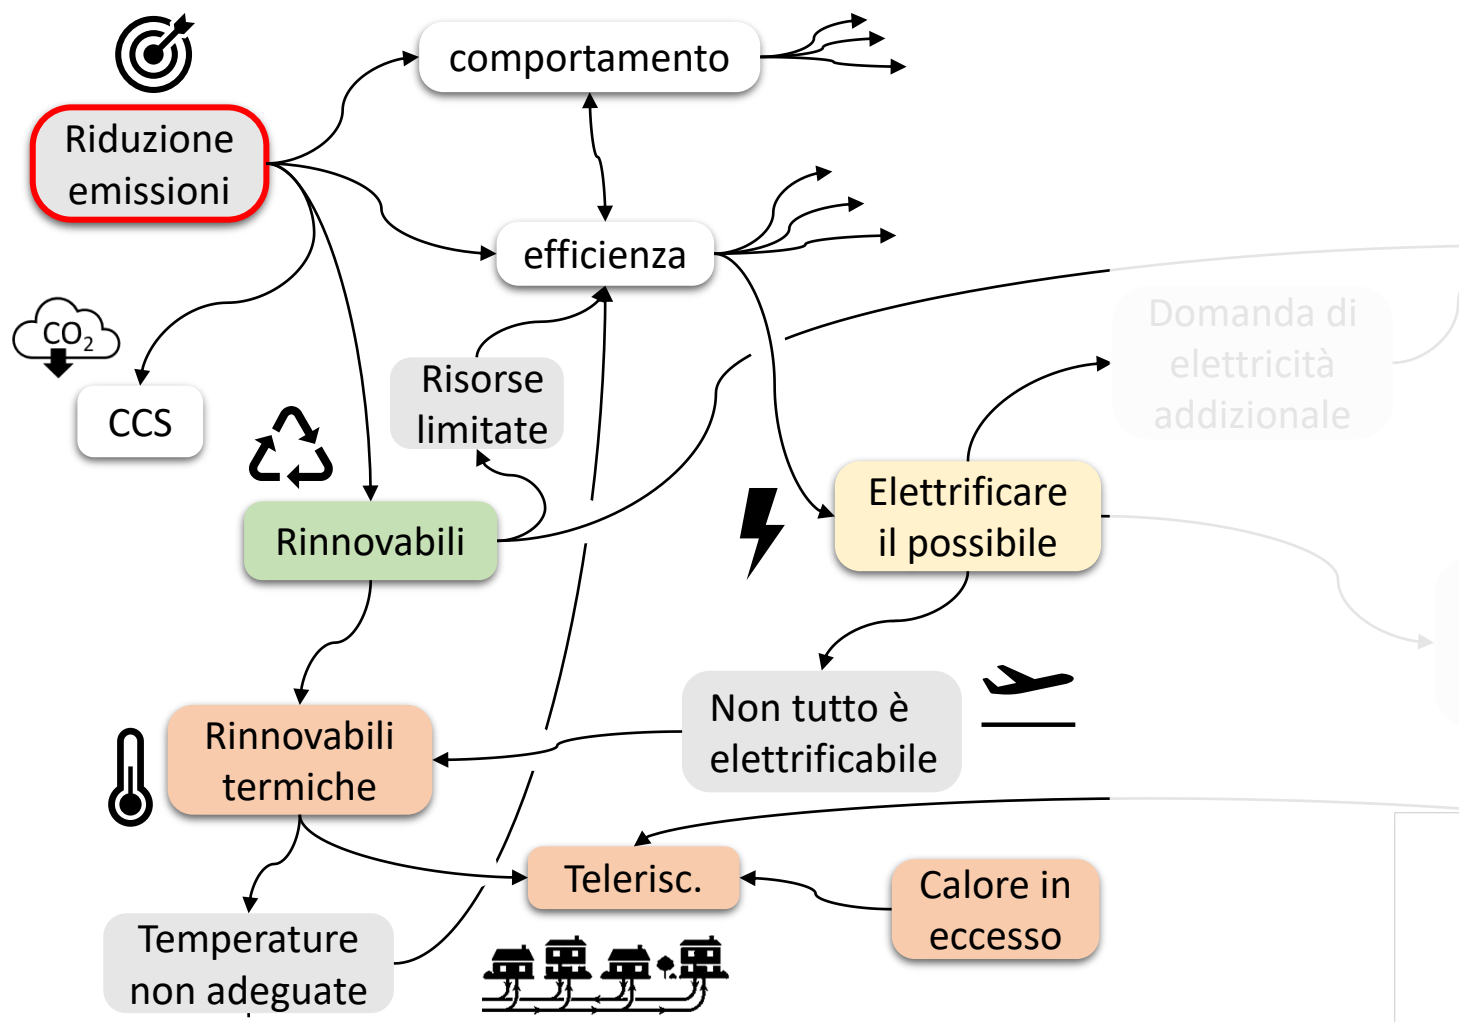 comportamento
Riduzione
emissioni
efficienza
CO2
Risorse
limitate
CCS
Domanda di
elettricità
addizionale
Rinnovabili
Elettrificare
il possibile
Rinnovabili
termiche
Non tutto è
elettrificabile
Telerisc.
Calore in
eccesso
Temperature
non adeguate